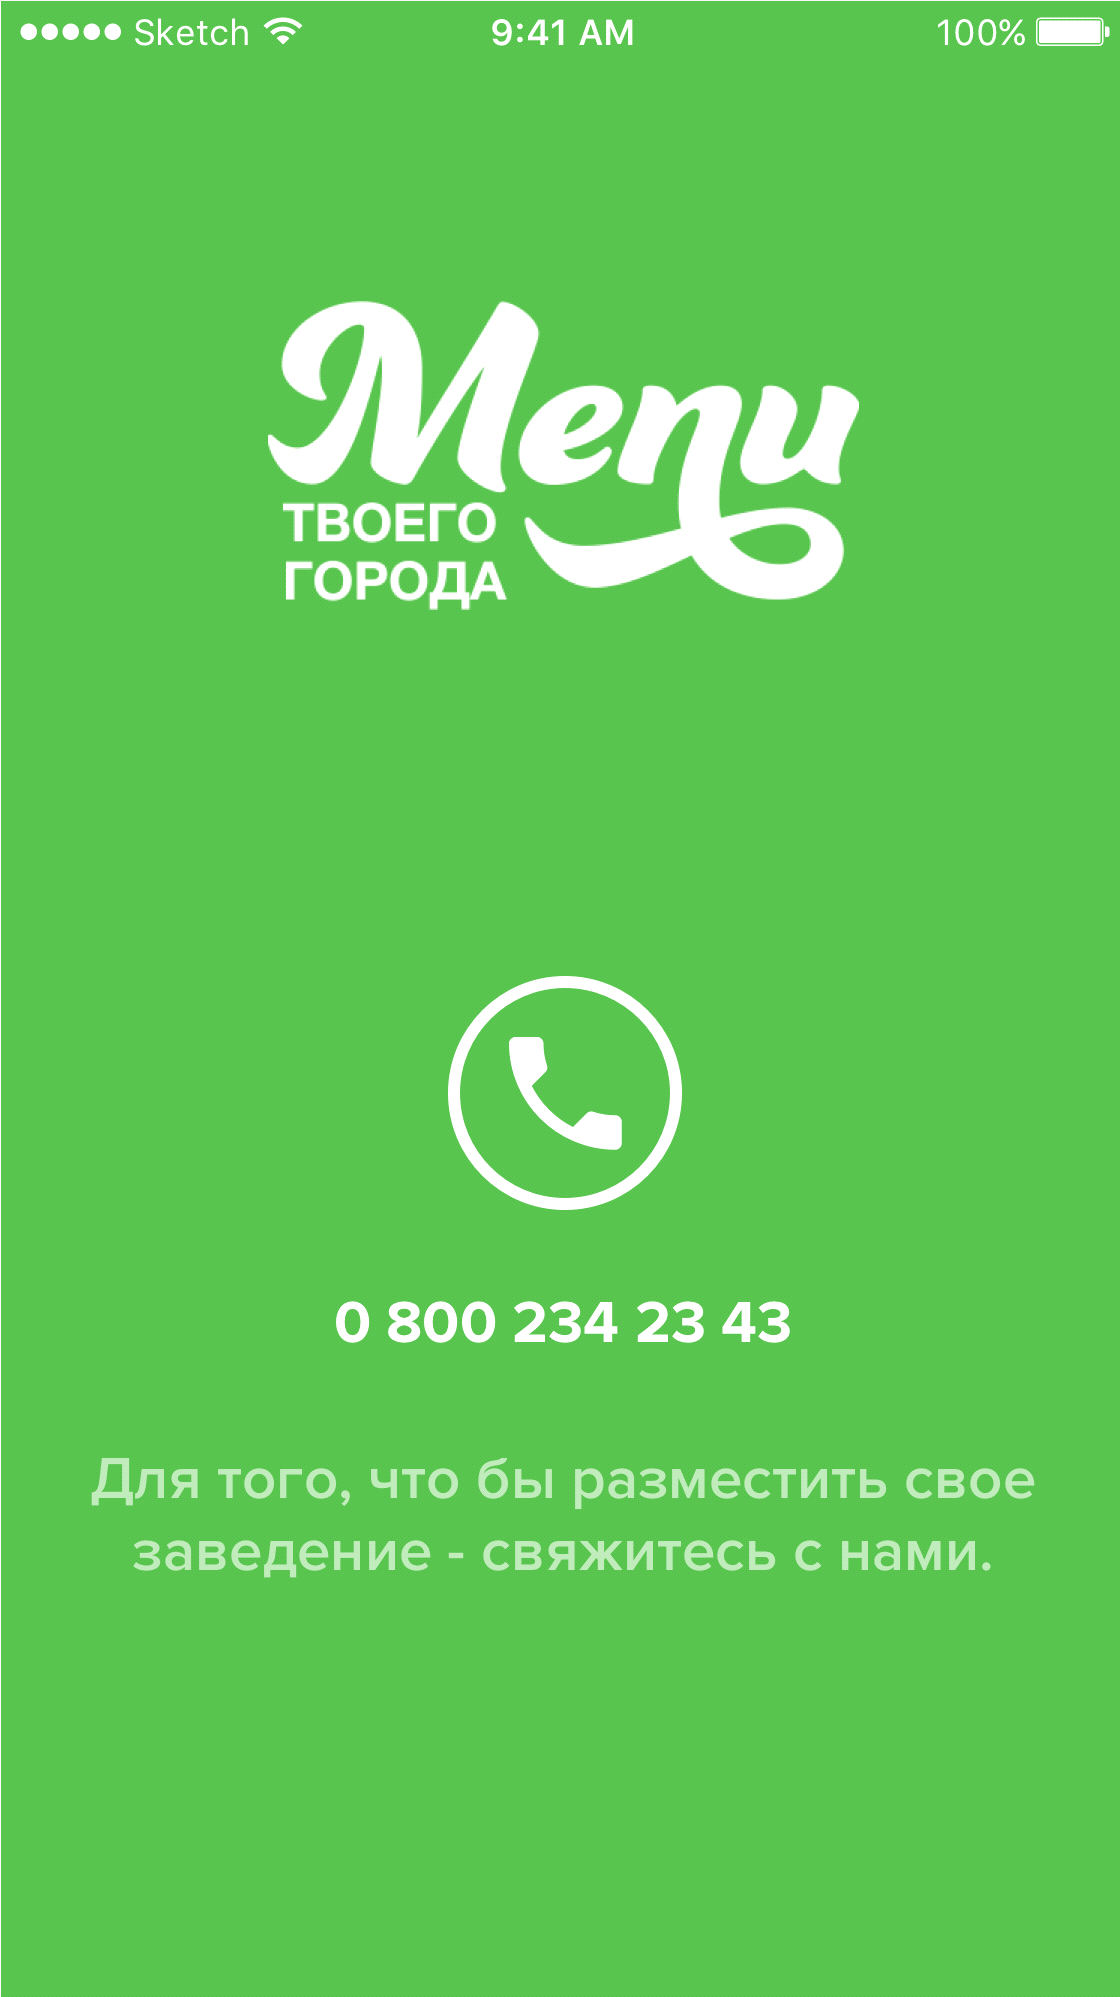 Sketch 9:41 AM 100%
Menu
ТВОЕГО
ГОРОДА
0 800 234 23 43
Для того, что бы разместить свое
заведение - свяжитесь с нами.